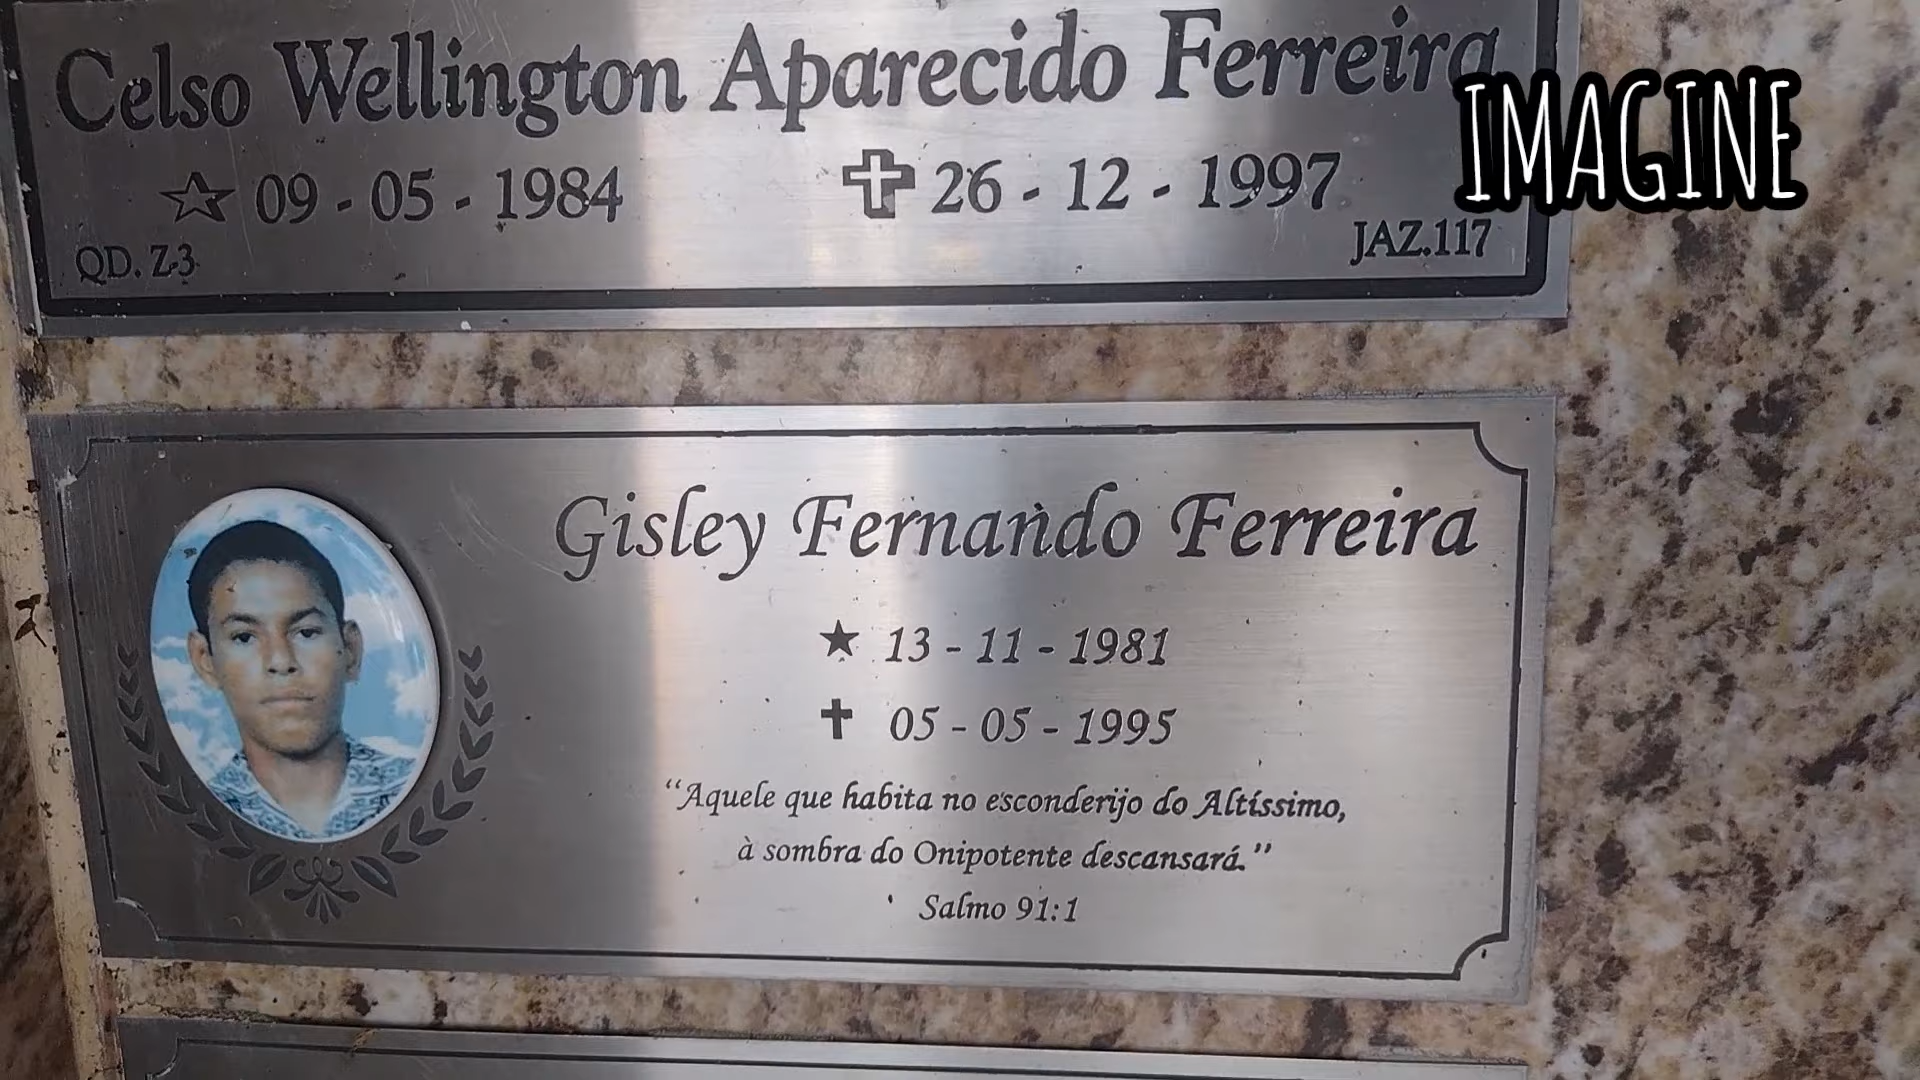 Celso Wellington Aparecido Ferreira
IMAGINE
09 - 05 - 1984 26 - 12 - 1997
QD. Z-3 JAZ.117
Gisley Fernando Ferreira
13 - 11 - 1981
05 - 05 - 1995
“Aquele que habita no esconderijo do Altíssimo,
à sombra do Onipotente descansará.”
Salmo 91:1